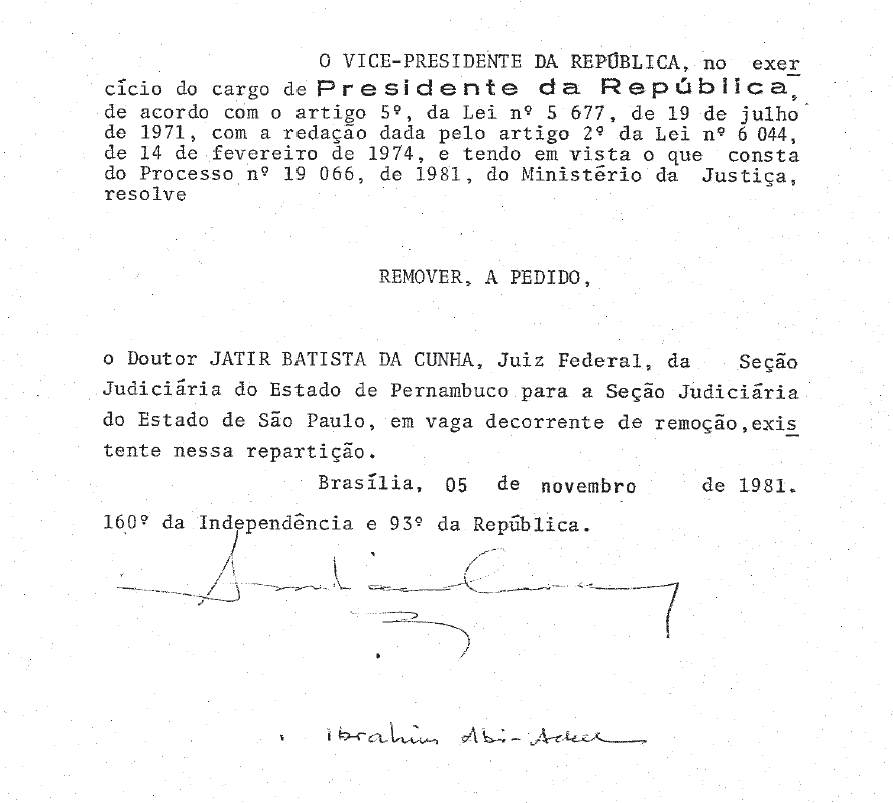 O VICE-PRESIDENTE DA REPÚBLICA, no exer
cício do cargo de Presidente da República,
de acordo com o artigo 5º, da Lei nº 5 677, de 19 de julho
de 1971, com a redação dada pelo artigo 2º da Lei nº 6 044,
de 14 de fevereiro de 1974, e tendo em vista o que consta
do Processo nº 19 066, de 1981, do Ministério da Justiça,
resolve
REMOVER, A PEDIDO,
o Doutor JATIR BATISTA DA CUNHA, Juiz Federal, da Seção
Judiciária do Estado de Pernambuco para a Seção Judiciária
do Estado de São Paulo, em vaga decorrente de remoção,exis
tente nessa repartição.
Brasília, 05 de novembro de 1981.
160º da Independência e 93º da República.
Ibrahim Abi-Ackel